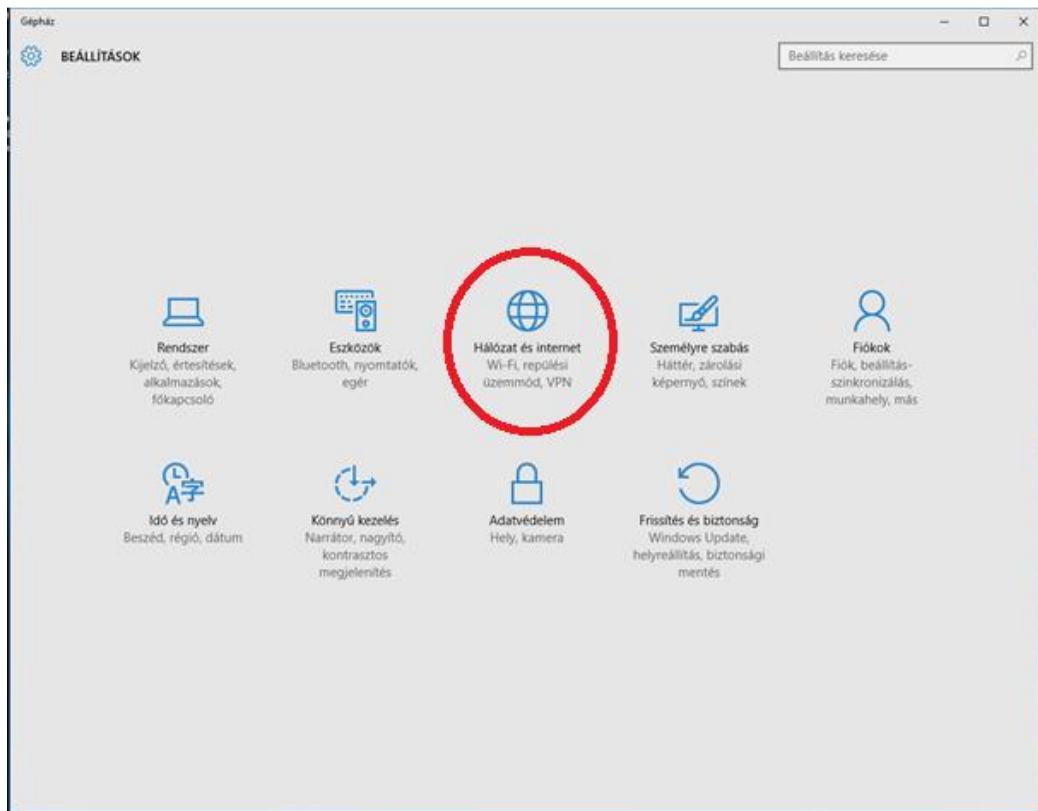 Gépház
BEÁLLÍTÁSOK
Beállítás keresése
Rendszer
Kijelző, értesítések,
alkalmazások,
főkapcsoló
Eszközök
Bluetooth, nyomtatók,
egér
Hálózat és internet
Wi-Fi, repülési
üzemmód, VPN
Személyre szabás
Háttér, zárolási
képernyő, színek
Fiókok
Fiók, beállítás-
szinkronizálás,
munkahely, más
Idő és nyelv
Beszéd, régió, dátum
Könnyű kezelés
Narrátor, nagyító,
kontrasztos
megjelenítés
Adatvédelem
Hely, kamera
Frissítés és biztonság
Windows Update,
helyreállítás, biztonsági
mentés